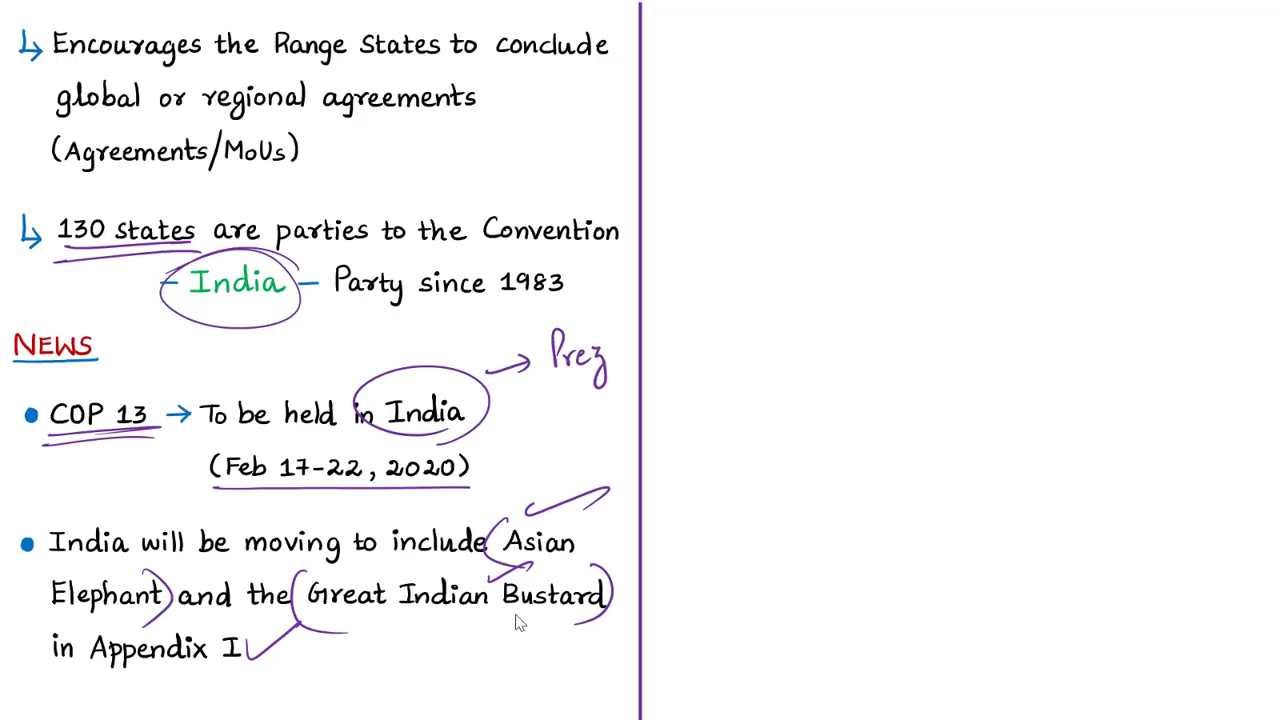 ↳ Encourages the Range States to conclude
global or regional agreements
(Agreements/MoUs)
↳ 130 states are parties to the Convention
- India - Party since 1983
NEWS
→ Prez
• COP 13 → To be held in India
(Feb 17-22, 2020)
• India will be moving to include Asian
Elephant and the Great Indian Bustard
in Appendix I